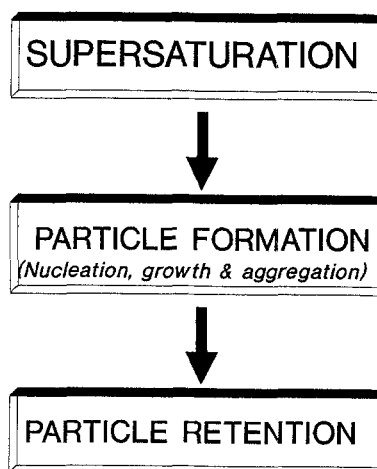 SUPERSATURATION
PARTICLE FORMATION
(Nucleation, growth & aggregation)
PARTICLE RETENTION